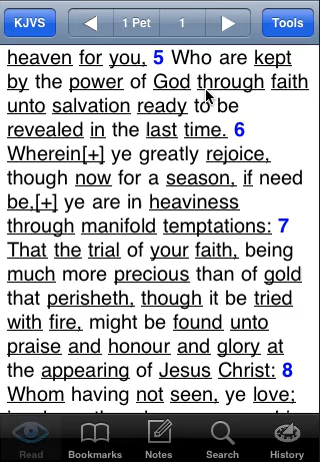 KJVS 1 Pet 1 Tools
heaven for you, 5 Who are kept
by the power of God through faith
unto salvation ready to be
revealed in the last time. 6
Wherein[+] ye greatly rejoice,
though now for a season, if need
be,[+] ye are in heaviness
through manifold temptations: 7
That the trial of your faith, being
much more precious than of gold
that perisheth, though it be tried
with fire, might be found unto
praise and honour and glory at
the appearing of Jesus Christ: 8
Whom having not seen, ye love;
Read Bookmarks Notes Search History